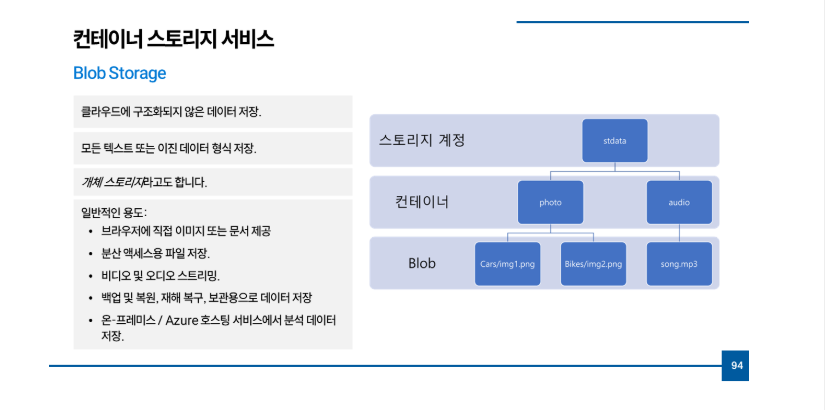 컨테이너 스토리지 서비스
Blob Storage
클라우드에 구조화되지 않은 데이터 저장.
모든 텍스트 또는 이진 데이터 형식 저장.
개체 스토리지라고도 합니다.
일반적인 용도:
• 브라우저에 직접 이미지 또는 문서 제공
• 분산 액세스용 파일 저장.
• 비디오 및 오디오 스트리밍.
• 백업 및 복원, 재해 복구, 보관용으로 데이터 저장
• 온-프레미스 / Azure 호스팅 서비스에서 분석 데이터
저장.
스토리지 계정
stdata
컨테이너
photo
audio
Blob
Cars/img1.png
Bikes/img2.png
song.mp3
94